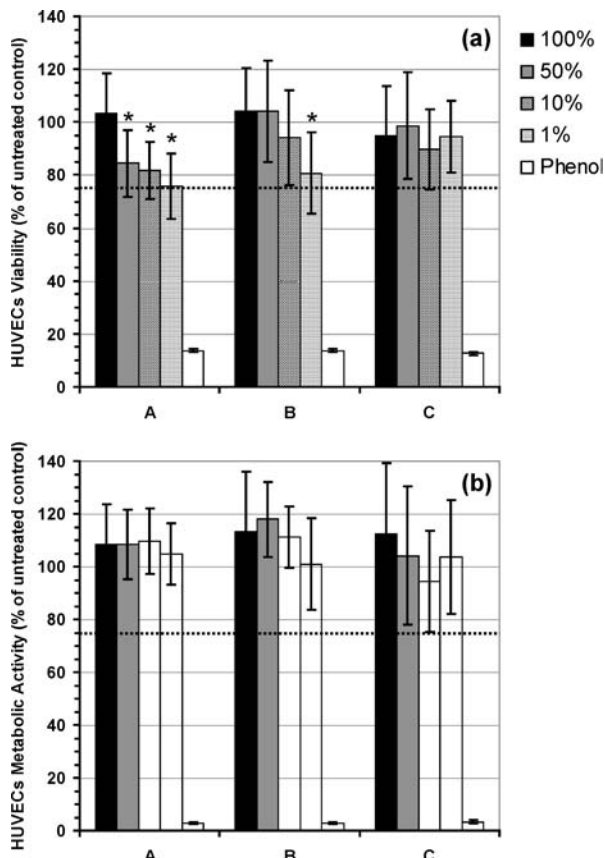 (a)
HUVECs Viability (% of untreated control)
140
120
100
80
60
40
20
0
* * *
*
A B C
100%
50%
10%
1%
Phenol
(b)
HUVECs Metabolic Activity (% of untreated control)
140
120
100
80
60
40
20
0
A B C